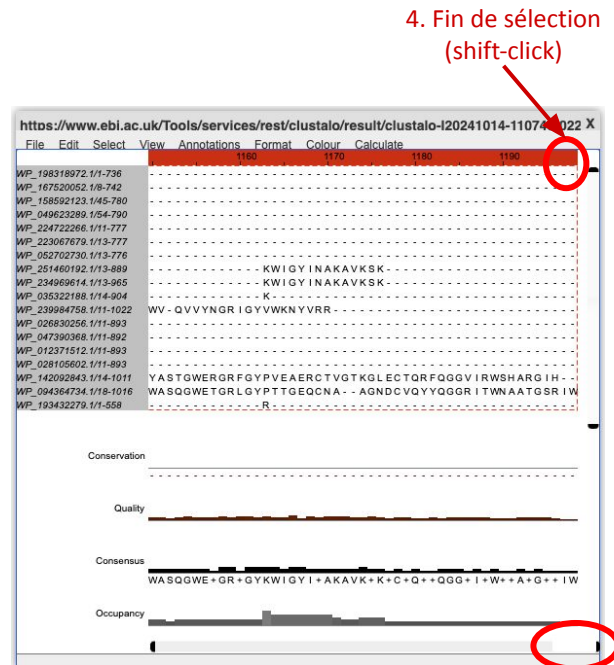 4. Fin de sélection
(shift-click)
https://www.ebi.ac.uk/Tools/services/rest/clustalo/result/clustalo-I20241014-1107 022 X
File Edit Select View Annotations Format Colour Calculate
1160 1170 1180 1190
WP_198318972.1/1-736
WP_167520052.1/8-742
WP_158592123.1/45-780
WP_049623289.1/54-790
WP_224722266.1/11-777
WP_223067679.1/13-777
WP_052702730.1/13-776
WP_251460192.1/13-889 KWIGYINAKAVKSK
WP_234969614.1/13-965 KWIGYINAKAVKSK
WP_035322188.1/14-904 K
WP_239984758.1/11-1022 WV-QVVYNGRIGYVWKNYVRR
WP_026830256.1/11-893
WP_047390368.1/11-892
WP_012371512.1/11-893
WP_028105602.1/11-893
WP_142092843.1/14-1011 YASTGWERGRFGYPVEAERCTVGTKGLECTQRFQGGVIRWSHARGIH--
WP_094364734.1/18-1016 WASQGWETGRLGYPTTGEQCNA--AGNDCVQYYQGGRITWNAATGSRIW
WP_193432279.1/1-558 R
Conservation
Quality
Consensus
WASQGWE+GR+GYKWIGYI+AKAVK+K+C+Q++QGG+I+W++A+G++IW
Occupancy